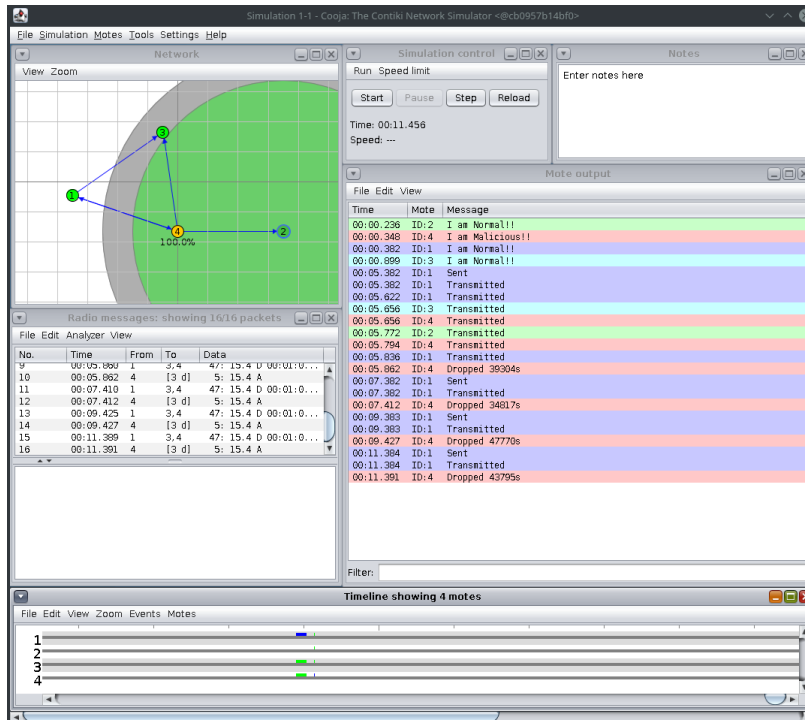 Simulation 1-1 - Cooja: The Contiki Network Simulator <@cb0957b14bf0>
File Simulation Motes Tools Settings Help
Network
View Zoom
3
1
4
100.0%
2
Simulation control
Run Speed limit
Start Pause Step Reload
Time: 00:11.456
Speed: ---
Notes
Enter notes here
Mote output
File Edit View
Time Mote Message
00:00.236 ID:2 I am Normal!!
00:00.348 ID:4 I am Malicious!!
00:00.382 ID:1 I am Normal!!
00:00.899 ID:3 I am Normal!!
00:05.382 ID:1 Sent
00:05.382 ID:1 Transmitted
00:05.622 ID:1 Transmitted
00:05.656 ID:3 Transmitted
00:05.656 ID:4 Transmitted
00:05.772 ID:2 Transmitted
00:05.794 ID:4 Transmitted
00:05.836 ID:1 Transmitted
00:05.862 ID:4 Dropped 39304s
00:07.382 ID:1 Sent
00:07.382 ID:1 Transmitted
00:07.412 ID:4 Dropped 34817s
00:09.383 ID:1 Sent
00:09.383 ID:1 Transmitted
00:09.427 ID:4 Dropped 47770s
00:11.384 ID:1 Sent
00:11.384 ID:1 Transmitted
00:11.391 ID:4 Dropped 43795s
Filter:
Radio messages: showing 16/16 packets
File Edit Analyzer View
No. Time From To Data
9 00:05.860 1 3,4 47: 15.4 D 00:01:0...
10 00:05.862 4 [3 d] 5: 15.4 A
11 00:07.410 1 3,4 47: 15.4 D 00:01:0...
12 00:07.412 4 [3 d] 5: 15.4 A
13 00:09.425 1 3,4 47: 15.4 D 00:01:0...
14 00:09.427 4 [3 d] 5: 15.4 A
15 00:11.389 1 3,4 47: 15.4 D 00:01:0...
16 00:11.391 4 [3 d] 5: 15.4 A
Timeline showing 4 motes
File Edit View Zoom Events Motes
1
2
3
4